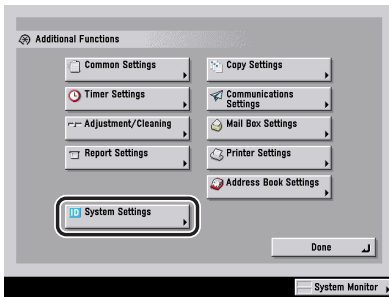 Additional Functions
Common Settings
Copy Settings
Timer Settings
Communications
Settings
Adjustment/Cleaning
Mail Box Settings
Report Settings
Printer Settings
Address Book Settings
ID System Settings
Done
System Monitor